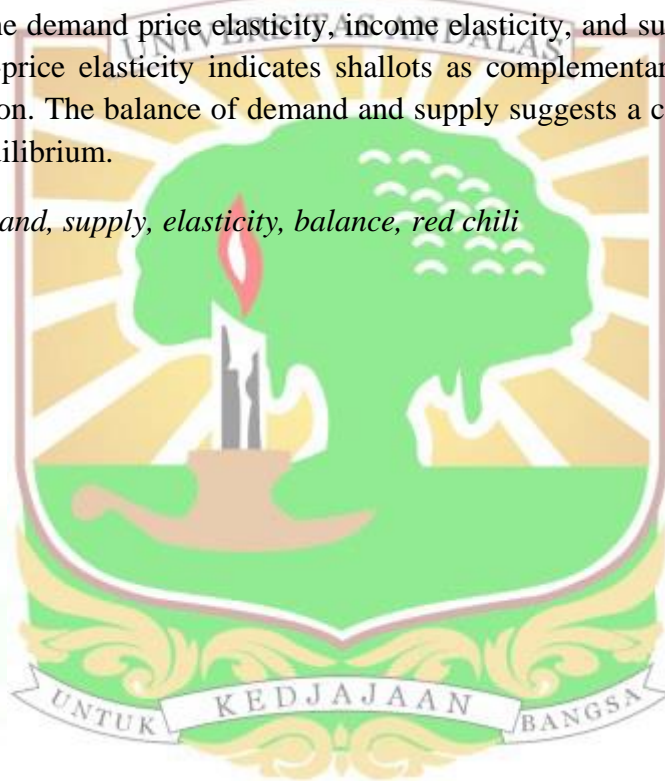 he demand price elasticity, income elasticity, and su
UNIVERSITAS ANDALAS
-price elasticity indicates shallots as complementar
on. The balance of demand and supply suggests a c
uilibrium.
and, supply, elasticity, balance, red chili
UNTUK KEDJAJAAN BANGSA